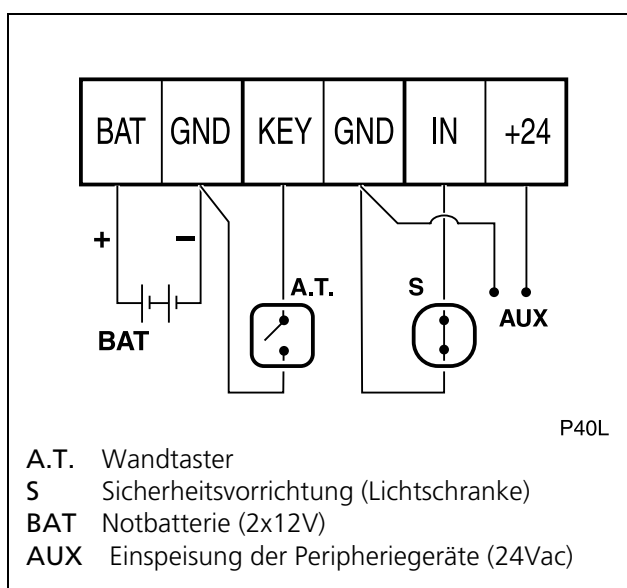 BAT GND KEY GND IN +24
+ −
A.T. S
BAT AUX
P40L
A.T. Wandtaster
S Sicherheitsvorrichtung (Lichtschranke)
BAT Notbatterie (2x12V)
AUX Einspeisung der Peripheriegeräte (24Vac)